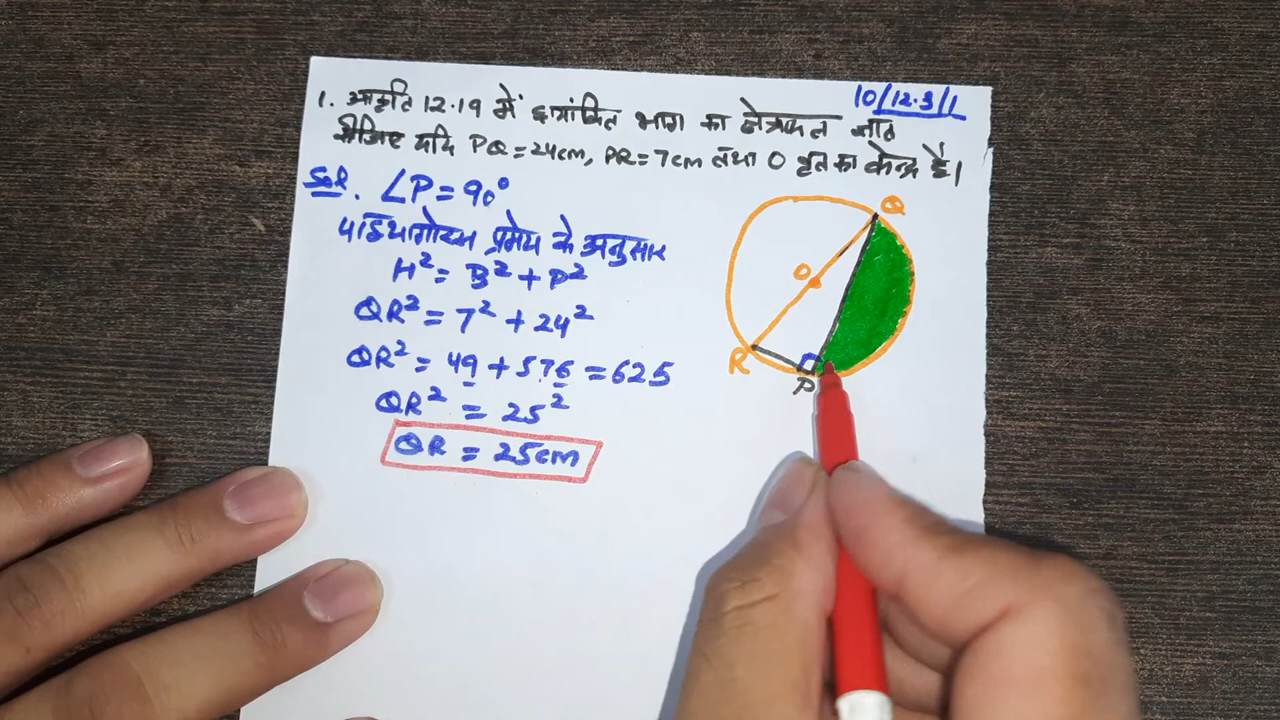 10/12.3/1
1. आकृति 12.19 में छायांकित भाग का क्षेत्रफल ज्ञात
कीजिए यदि PQ = 24cm, PR = 7cm तथा O वृत का केन्द्र है।
Sol. ∠P = 90°
पाइथागोरस प्रमेय के अनुसार
H² = B² + P²
QR² = 7² + 24²
QR² = 49 + 576 = 625
QR² = 25²
QR = 25cm
Q
O
R
P